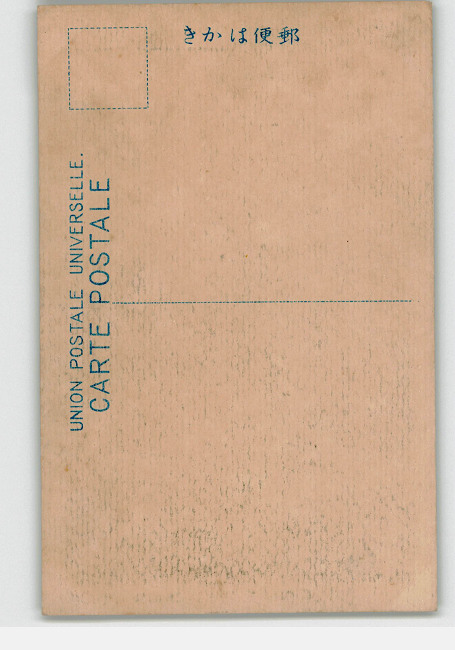 郵便はかき
UNION POSTALE UNIVERSELLE.
CARTE POSTALE